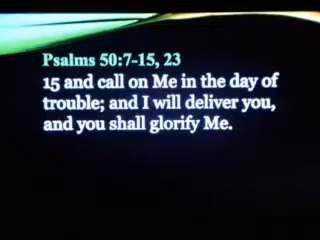 Psalms 50:7-15, 23
15 and call on Me in the day of
trouble; and I will deliver you,
and you shall glorify Me.